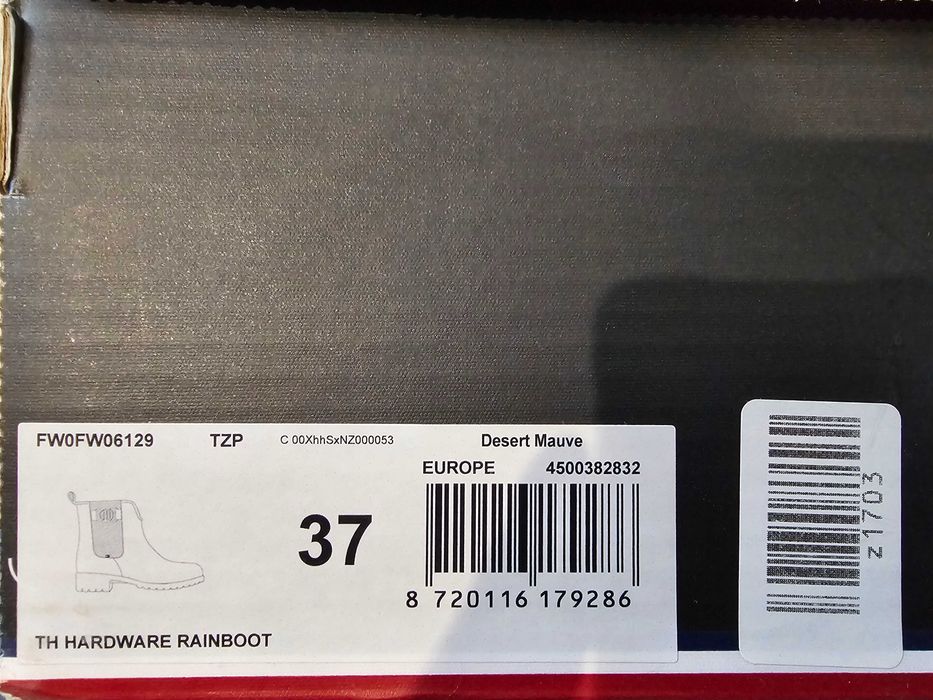 FW0FW06129 TZP C 00XhhSxNZ000053 Desert Mauve
EUROPE 4500382832
37
8 720116 179286
TH HARDWARE RAINBOOT
z1703